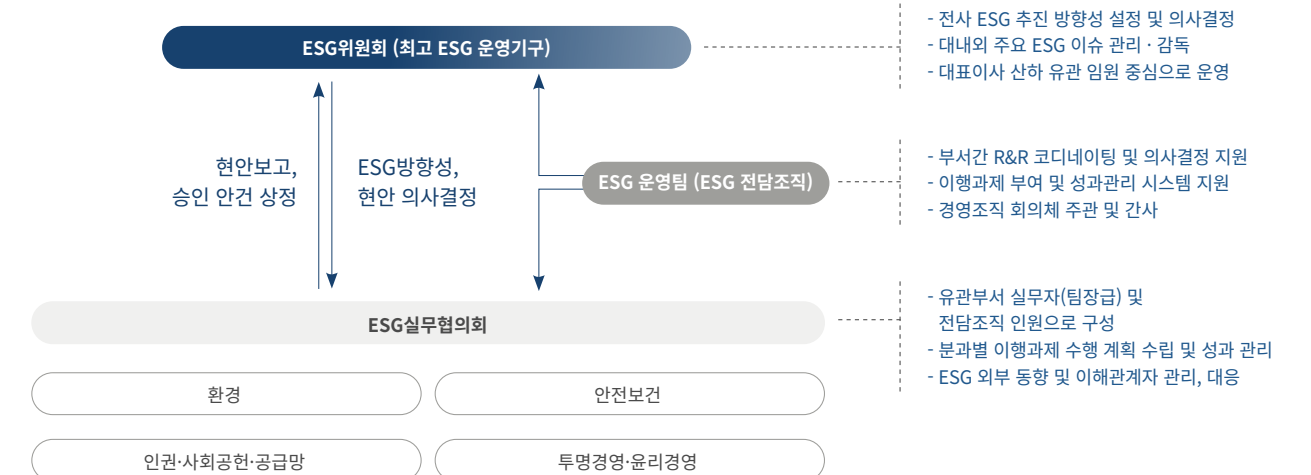 ESG위원회 (최고 ESG 운영기구)
- 전사 ESG 추진 방향성 설정 및 의사결정
- 대내외 주요 ESG 이슈 관리 · 감독
- 대표이사 산하 유관 임원 중심으로 운영
현안보고,
승인 안건 상정
ESG방향성,
현안 의사결정
ESG 운영팀 (ESG 전담조직)
- 부서간 R&R 코디네이팅 및 의사결정 지원
- 이행과제 부여 및 성과관리 시스템 지원
- 경영조직 회의체 주관 및 간사
ESG실무협의회
- 유관부서 실무자(팀장급) 및
전담조직 인원으로 구성
- 분과별 이행과제 수행 계획 수립 및 성과 관리
- ESG 외부 동향 및 이해관계자 관리, 대응
환경
안전보건
인권·사회공헌·공급망
투명경영·윤리경영